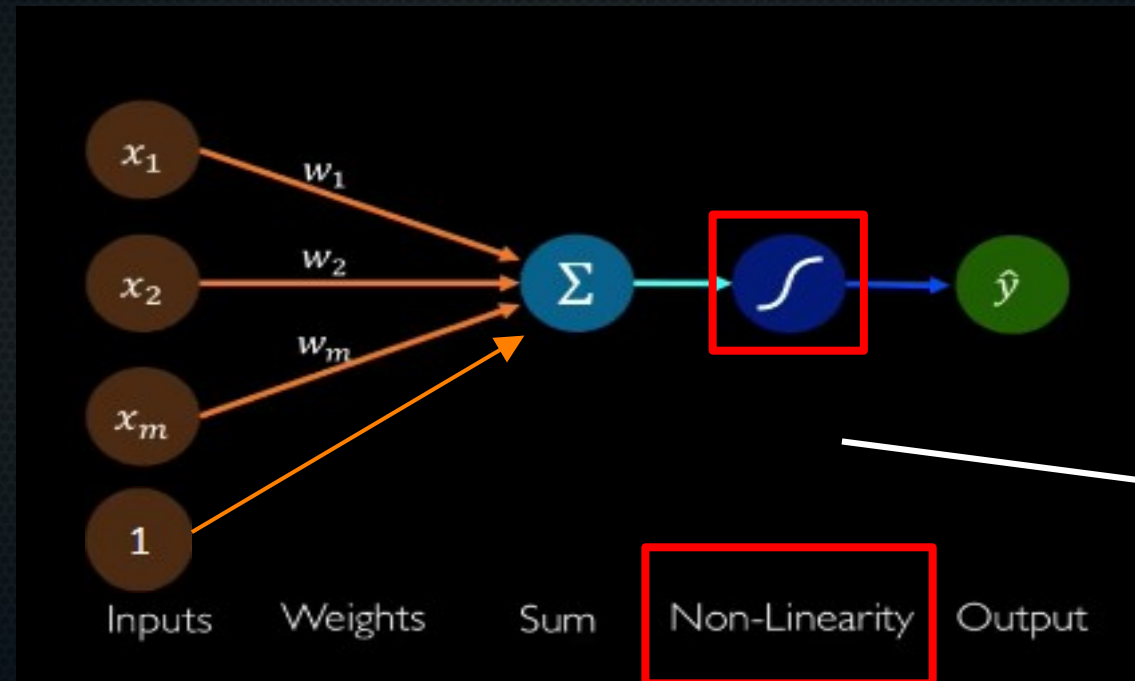 x₁
w₁
x₂
w₂
Σ
∫
ŷ
wₘ
xₘ
1
Inputs Weights Sum Non-Linearity Output